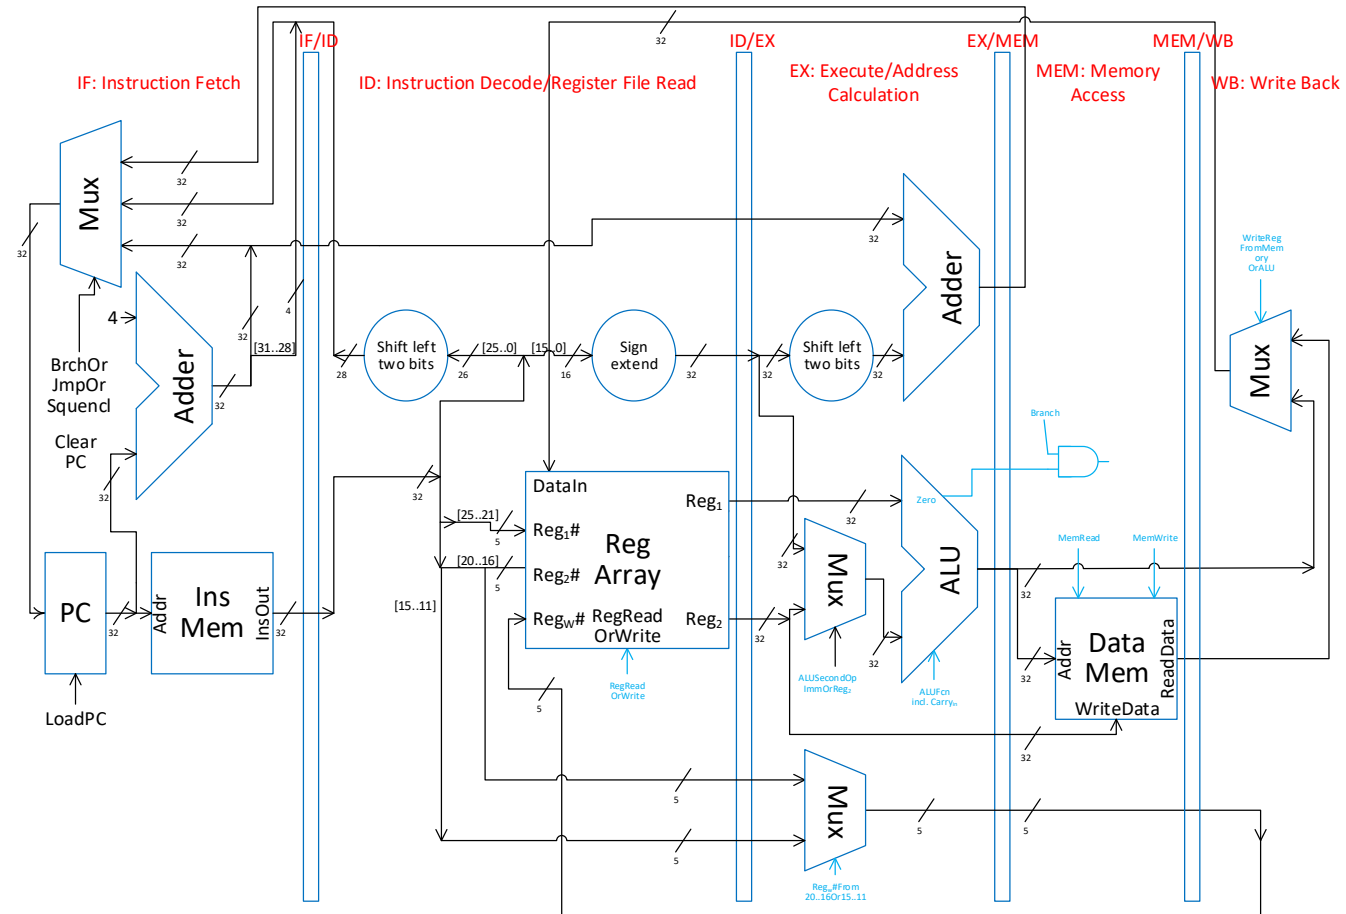 IF/ID
ID/EX
EX/MEM
MEM/WB
IF: Instruction Fetch
ID: Instruction Decode/Register File Read
EX: Execute/Address
Calculation
MEM: Memory
Access
WB: Write Back
32
32
32
32
32
Mux
4
BrchOr
JmpOr
Squencl
Clear
PC
32
Adder
32
32
4
[31..28]
28
Shift left
two bits
26
[25..0]
[15..0]
16
Sign
extend
32
32
Shift left
two bits
32
32
Adder
WriteReg
FromMem
ory
OrALU
Mux
Branch
PC
LoadPC
32
Addr
Ins
Mem
InsOut
32
32
[25..21]
5
[20..16]
5
[15..11]
DataIn
Reg1#
Reg2#
RegW#
Reg
Array
RegRead
OrWrite
Reg1
Reg2
RegRead
OrWrite
5
32
32
32
Mux
ALUSecondOp
ImmOrReg2
32
Zero
ALU
ALUFcn
incl. Carryin
32
32
32
MemRead
MemWrite
Addr
Data
Mem
ReadData
WriteData
5
5
Mux
Regw#From
20..16Or15..11
5
5